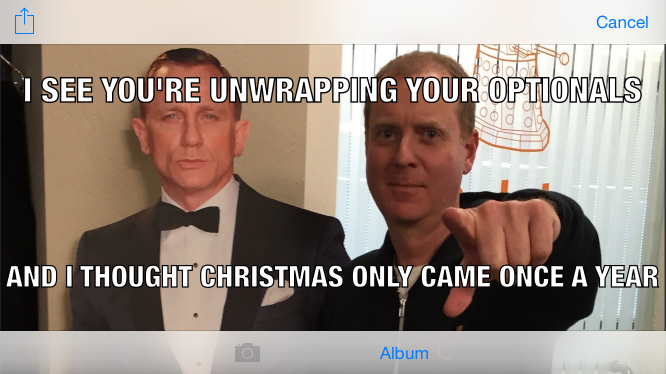 Cancel
I SEE YOU'RE UNWRAPPING YOUR OPTIONALS
AND I THOUGHT CHRISTMAS ONLY CAME ONCE A YEAR
Album